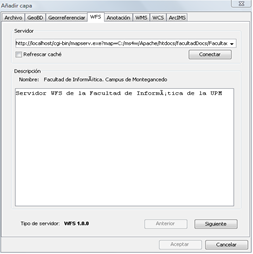 Añadir capa
Archivo GeoBD Georreferenciar WFS Anotación WMS WCS ArcIMS
Servidor
http://localhost/cgi-bin/mapserv.exe?map=C:/ms4w/Apache/htdocs/FacultadDocs/Faculta
Refrescar caché Conectar
Descripción
Nombre: Facultad de InformÃ¡tica. Campus de Montegancedo
Servidor WFS de la Facultad de InformÃ¡tica de la UPM
Tipo de servidor: WFS 1.0.0 Anterior Siguiente
Aceptar Cancelar